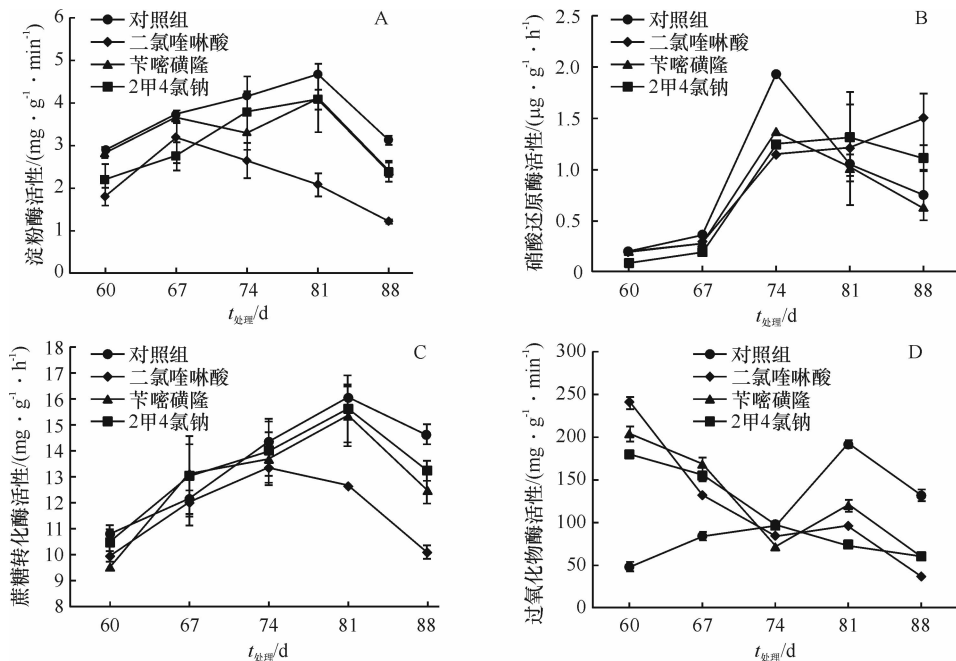 A
对照组
二氯喹啉酸
苄嘧磺隆
2甲4氯钠
淀粉酶活性/(mg·g⁻¹·min⁻¹)
6
5
4
3
2
1
0
60 67 74 81 88
t处理/d
B
对照组
二氯喹啉酸
苄嘧磺隆
2甲4氯钠
硝酸还原酶活性/(μg·g⁻¹·h⁻¹)
2.5
2.0
1.5
1.0
0.5
0
60 67 74 81 88
t处理/d
C
对照组
二氯喹啉酸
苄嘧磺隆
2甲4氯钠
蔗糖转化酶活性/(mg·g⁻¹·h⁻¹)
18
17
16
15
14
13
12
11
10
9
8
60 67 74 81 88
t处理/d
D
对照组
二氯喹啉酸
苄嘧磺隆
2甲4氯钠
过氧化物酶活性/(mg·g⁻¹·min⁻¹)
300
250
200
150
100
50
0
60 67 74 81 88
t处理/d